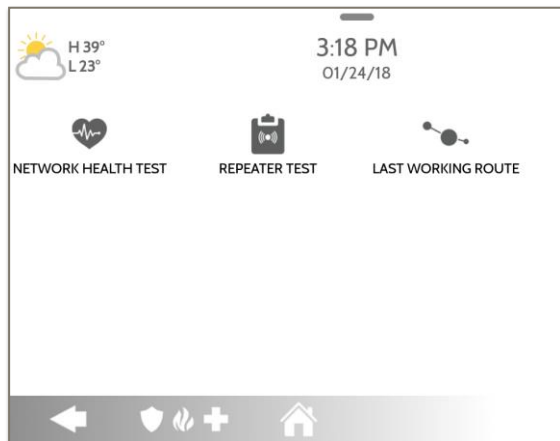 H 39°
L 23°
3:18 PM
01/24/18
NETWORK HEALTH TEST
REPEATER TEST
LAST WORKING ROUTE